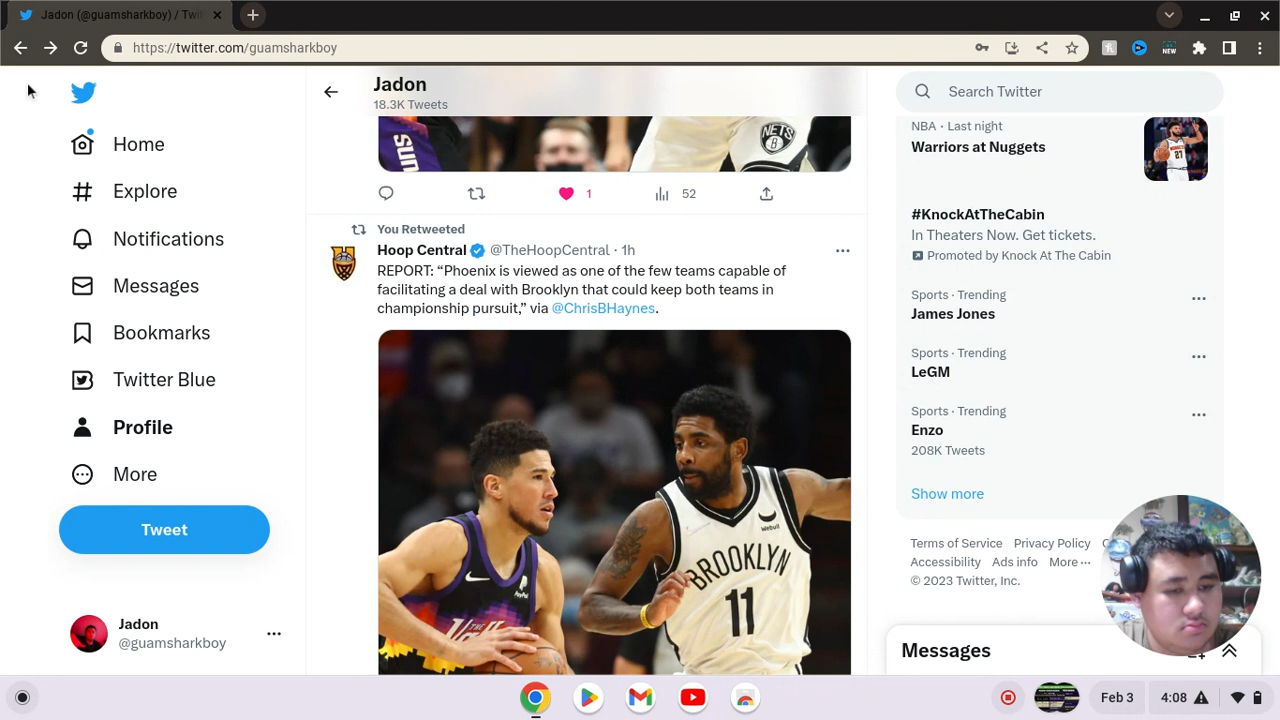 Jadon (@guamsharkboy) / Twi
https://twitter.com/guamsharkboy
NEW
Home
Explore
Notifications
Messages
Bookmarks
Twitter Blue
Profile
More
Tweet
Jadon
@guamsharkboy
Jadon
18.3K Tweets
SUN
NETS
B
1
52
You Retweeted
Hoop Central @TheHoopCentral · 1h
REPORT: “Phoenix is viewed as one of the few teams capable of
facilitating a deal with Brooklyn that could keep both teams in
championship pursuit,” via @ChrisBHaynes.
PayPal
Webull
BROOKLYN
11
Search Twitter
NBA · Last night
Warriors at Nuggets
#KnockAtTheCabin
In Theaters Now. Get tickets.
Promoted by Knock At The Cabin
Sports · Trending
James Jones
Sports · Trending
LeGM
Sports · Trending
Enzo
208K Tweets
Show more
Terms of Service Privacy Policy
Accessibility Ads info More
© 2023 Twitter, Inc.
Messages
Feb 3
4:08